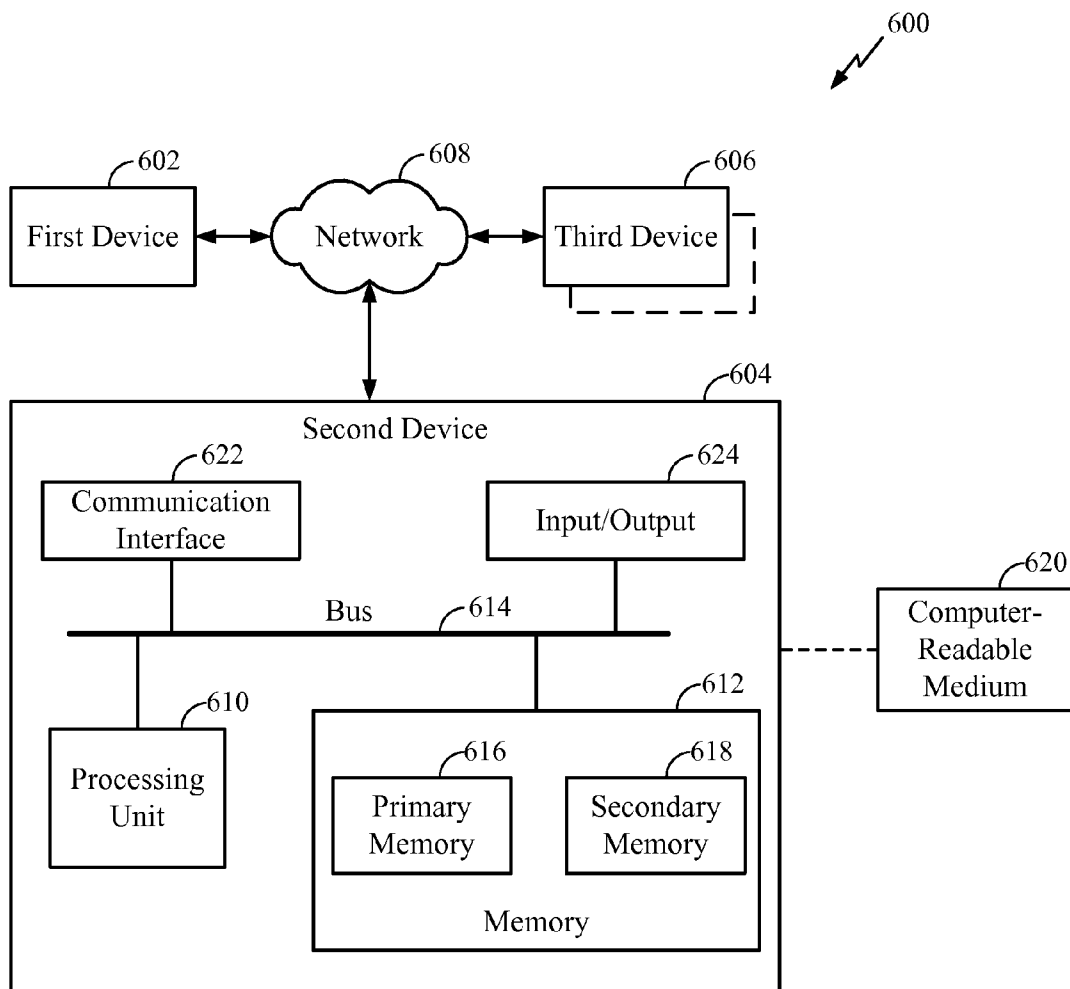 600
602
608
606
First Device
Network
Third Device
604
Second Device
622
624
Communication
Interface
Input/Output
620
Computer-
Readable
Medium
Bus
614
610
612
Processing
Unit
616
618
Primary
Memory
Secondary
Memory
Memory